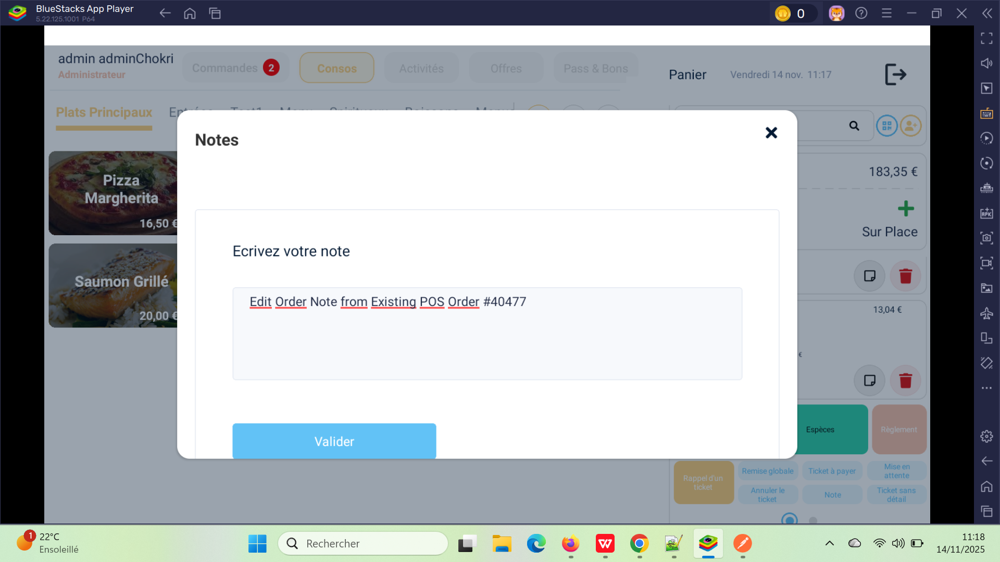 BlueStacks App Player
5.22.125.1001 P64
0
admin adminChokri
Administrateur
Commandes 2
Consos
Activités
Offres
Pass & Bons
Panier
Vendredi 14 nov. 11:17
Plats Principaux
Pizza
Margherita
16,50 €
Saumon Grillé
20,00 €
Notes
Ecrivez votre note
Edit Order Note from Existing POS Order #40477
Valider
183,35 €
Sur Place
13,04 €
€
Espèces
Règlement
Rappel d'un
ticket
Remise globale
Ticket à payer
Mise en
attente
Annuler le
ticket
Note
Ticket sans
détail
1
22°C
Ensoleillé
Rechercher
11:18
14/11/2025